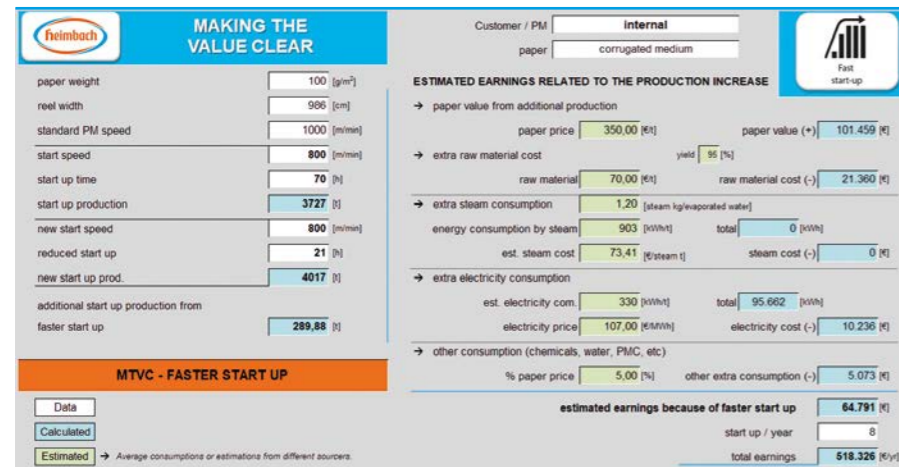 heimbach
MAKING THE
VALUE CLEAR
paper weight 100 [g/m²]
reel width 986 [cm]
standard PM speed 1000 [m/min]
start speed 800 [m/min]
start up time 70 [h]
start up production 3727 [t]
new start speed 800 [m/min]
reduced start up 21 [h]
new start up prod. 4017 [t]
additional start up production from
faster start up 289,88 [t]
MTVC - FASTER START UP
Data
Calculated
Estimated → Average consumptions or estimations from different sourcers.
Customer / PM internal
paper corrugated medium
Fast
start-up
ESTIMATED EARNINGS RELATED TO THE PRODUCTION INCREASE
→ paper value from additional production
paper price 350,00 [€/t] paper value (+) 101.459 [€]
→ extra raw material cost yield 95 [%]
raw material 70,00 [€/t] raw material cost (-) 21.360 [€]
→ extra steam consumption 1,20 [steam kg/evaporated water]
energy consumption by steam 903 [kWh/t] total 0 [kWh]
est. steam cost 73,41 [€/steam t] steam cost (-) 0 [€]
→ extra electricity consumption
est. electricity com. 330 [kWh/t] total 95.662 [kWh]
electricity price 107,00 [€/MWh] electricity cost (-) 10.236 [€]
→ other consumption (chemicals, water, PMC, etc)
% paper price 5,00 [%] other extra consumption (-) 5.073 [€]
estimated earnings because of faster start up 64.791 [€]
start up / year 8
total earnings 518.326 [€/yr]